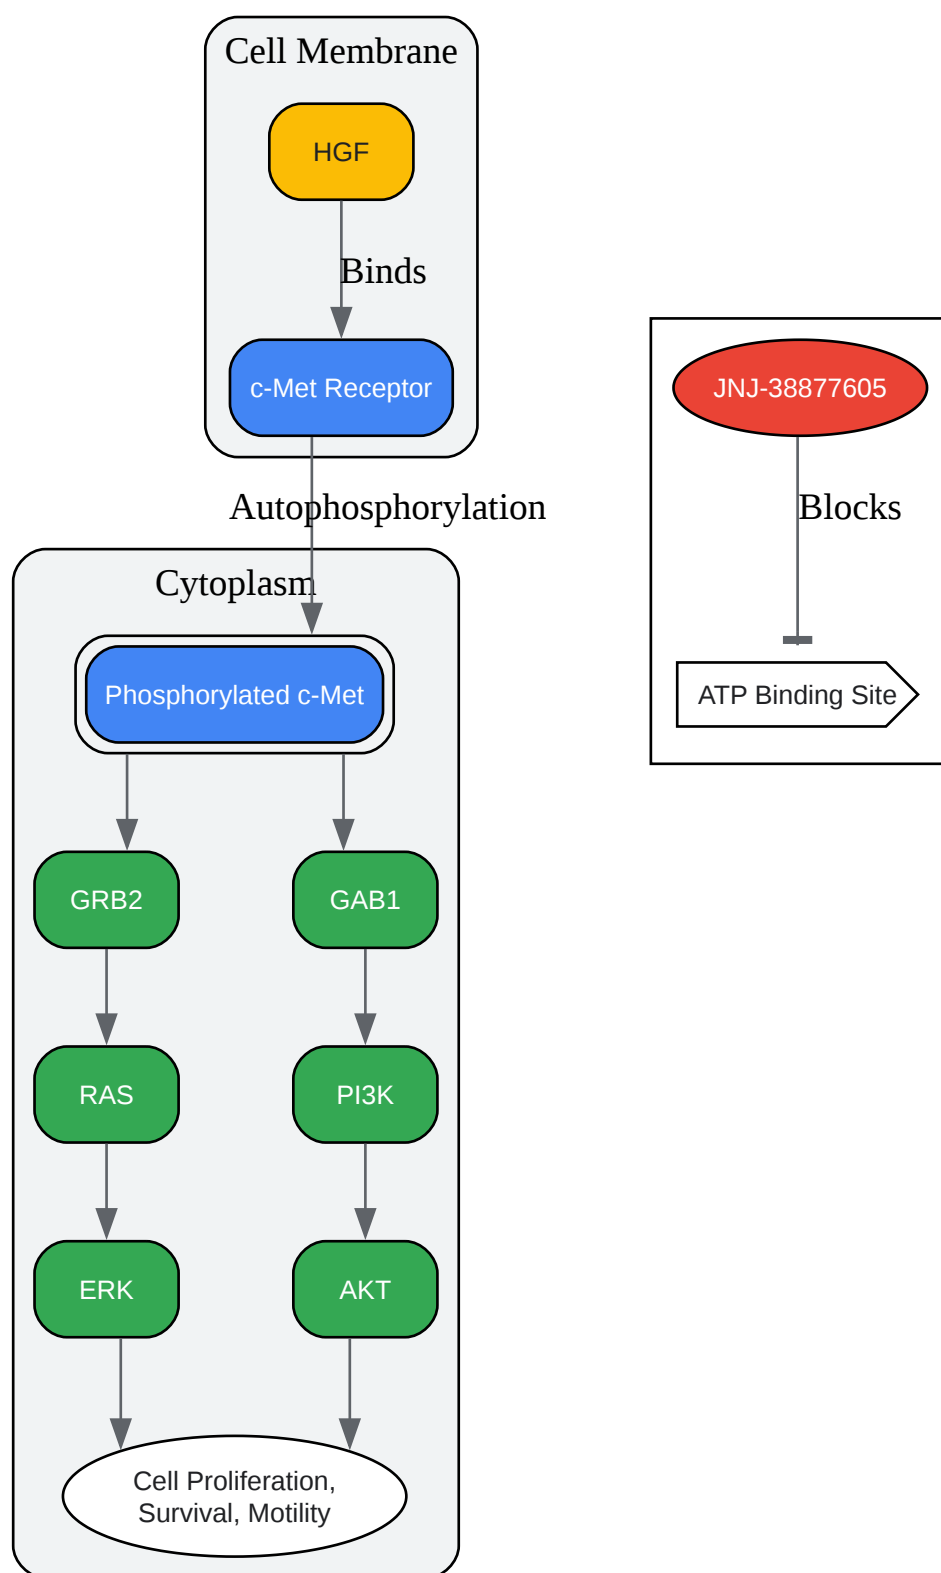 Cell Membrane
HGF
Binds
c-Met Receptor
JNJ-38877605
Autophosphorylation
Blocks
Cytoplasm
Phosphorylated c-Met
ATP Binding Site
GRB2
GAB1
RAS
PI3K
ERK
AKT
Cell Proliferation,
Survival, Motility